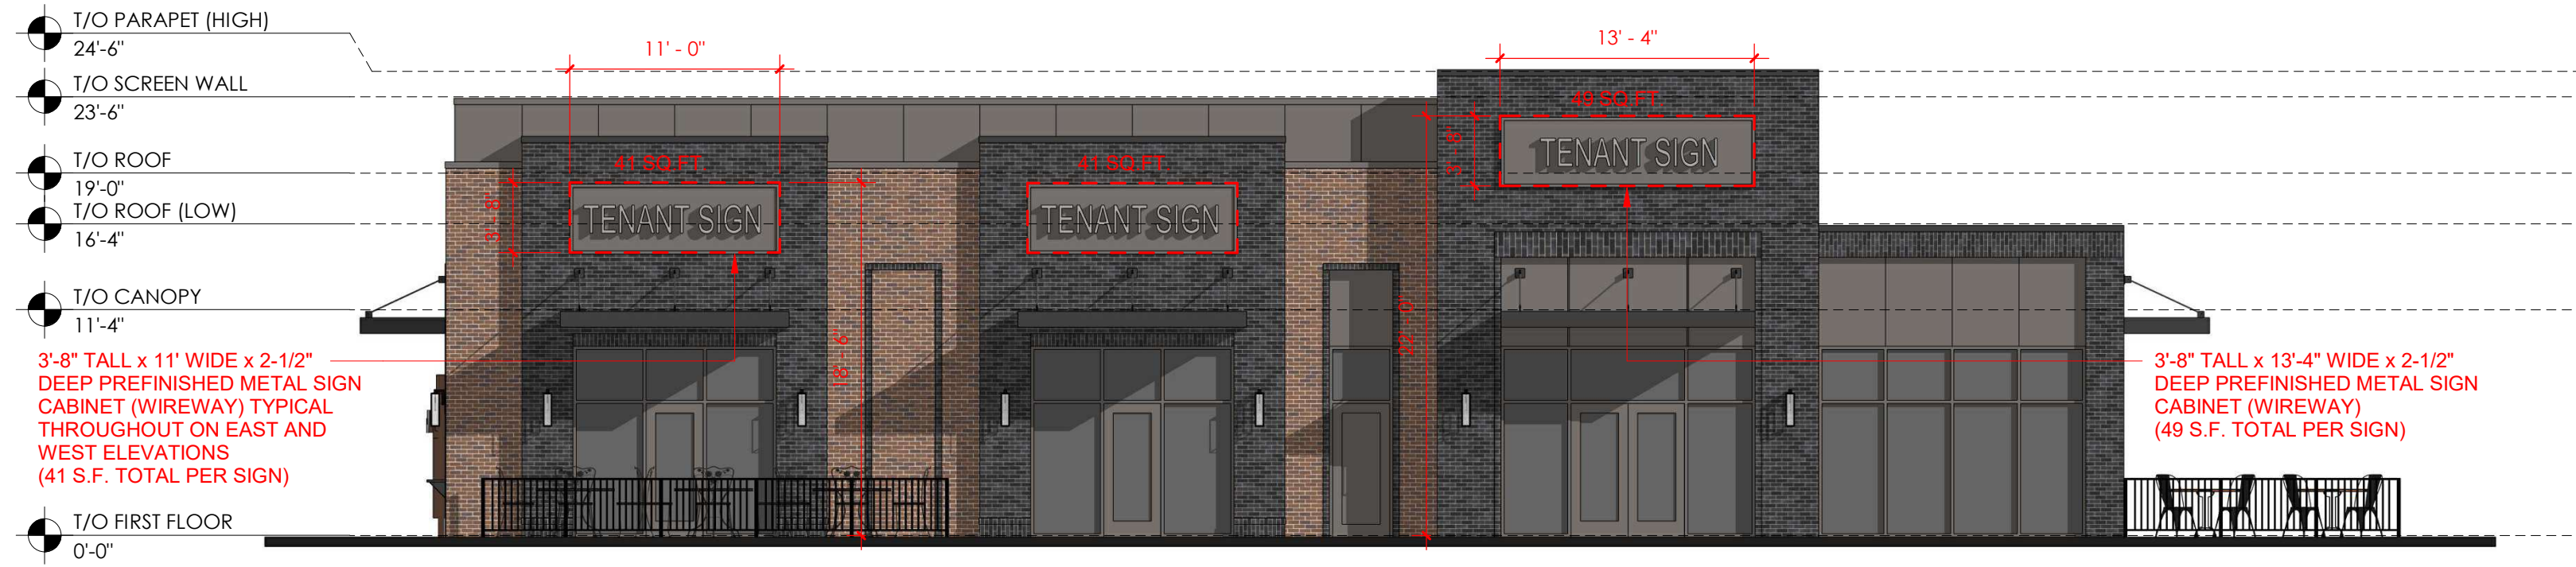 T/O PARAPET (HIGH)
24'-6"
T/O SCREEN WALL
23'-6"
T/O ROOF
19'-0"
T/O ROOF (LOW)
16'-4"
T/O CANOPY
11'-4"
3'-8" TALL x 11' WIDE x 2-1/2"
DEEP PREFINISHED METAL SIGN
CABINET (WIREWAY) TYPICAL
THROUGHOUT ON EAST AND
WEST ELEVATIONS
(41 S.F. TOTAL PER SIGN)
T/O FIRST FLOOR
0'-0"
11' - 0"
41 SQ.FT.
3' - 8"
TENANT SIGN
18' - 6"
41 SQ.FT.
TENANT SIGN
13' - 4"
49 SQ.FT.
3' - 8"
TENANT SIGN
22' - 0"
3'-8" TALL x 13'-4" WIDE x 2-1/2"
DEEP PREFINISHED METAL SIGN
CABINET (WIREWAY)
(49 S.F. TOTAL PER SIGN)